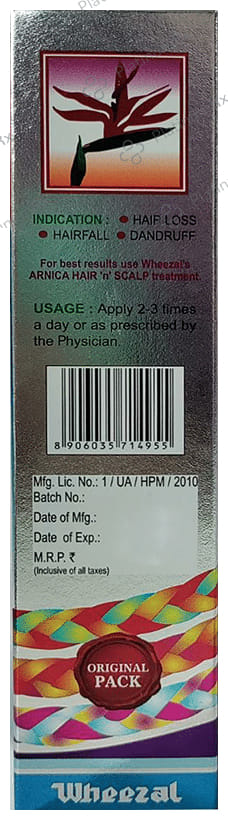 INDICATION : ● HAIF LOSS
● HAIRFALL ● DANDRUFF
For best results use Wheezal's
ARNICA HAIR 'n' SCALP treatment.
USAGE : Apply 2-3 times
a day or as prescribed by
the Physician.
8 906035 714955
Mfg. Lic. No.: 1 / UA / HPM / 2010
Batch No.:
Date of Mfg.:
Date of Exp.:
M.R.P. ₹
(Inclusive of all taxes)
ORIGINAL
PACK
Wheezal